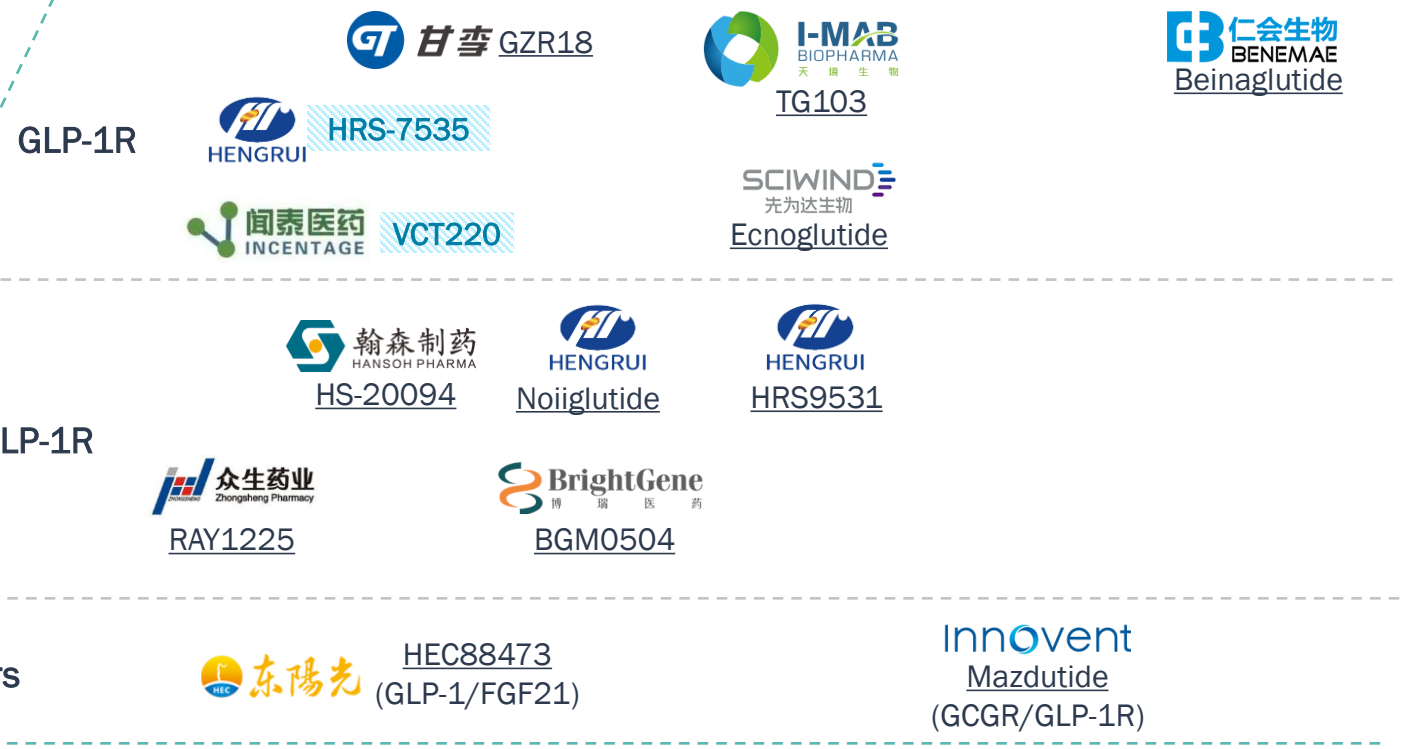 GLP-1R
GT 甘李 GZR18
I-MAB
BIOPHARMA
天境生物
TG103
仁会生物
BENEMAE
Beinaglutide
HENGRUI
HRS-7535
SCIWIND
先为达生物
Ecnoglutide
闻泰医药
INCENTAGE
VCT220
LP-1R
翰森制药
HANSOH PHARMA
HS-20094
HENGRUI
Noiiglutide
HENGRUI
HRS9531
ZHONGSHENG
众生药业
Zhongsheng Pharmacy
RAY1225
BrightGene
博瑞医药
BGM0504
rs
HEC
东陽光
HEC88473
(GLP-1/FGF21)
Innovent
Mazdutide
(GCGR/GLP-1R)